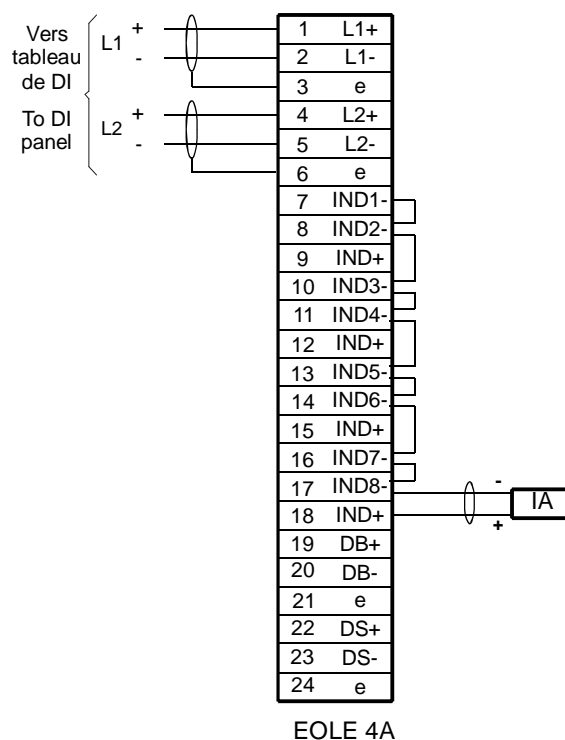 Vers
tableau
de DI
To DI
panel
L1
+
-
L2
+
-
1 L1+
2 L1-
3 e
4 L2+
5 L2-
6 e
7 IND1-
8 IND2-
9 IND+
10 IND3-
11 IND4-
12 IND+
13 IND5-
14 IND6-
15 IND+
16 IND7-
17 IND8-
18 IND+
19 DB+
20 DB-
21 e
22 DS+
23 DS-
24 e
-
IA
+
EOLE 4A